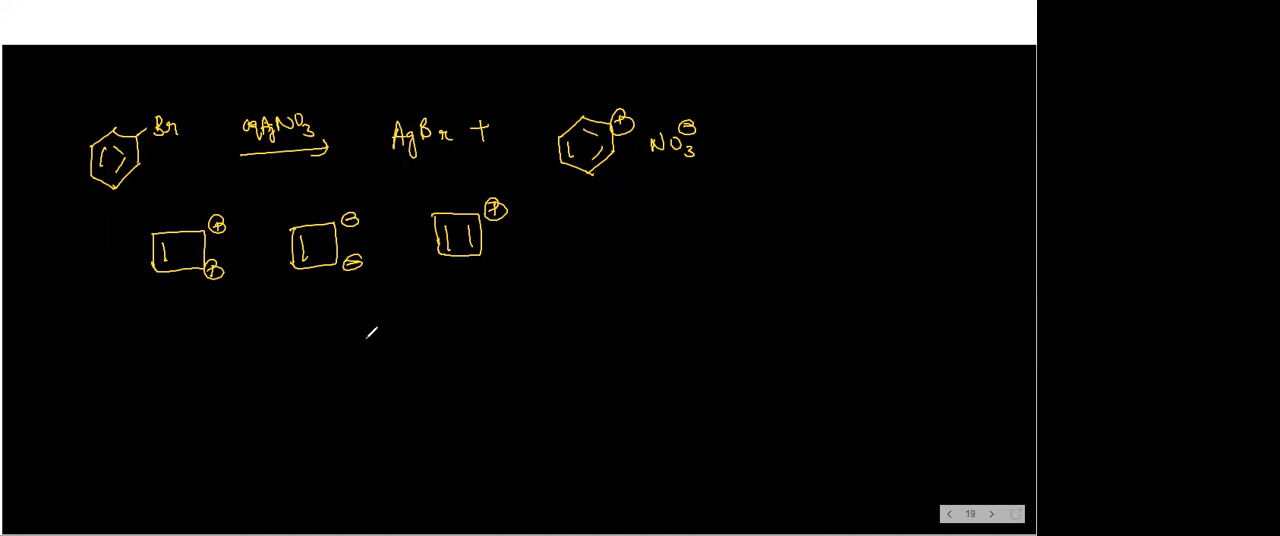 Br aq AgNO3 AgBr + ⊕ NO3⊖
⊕ ⊖ ⊕
⊕ ⊖
19